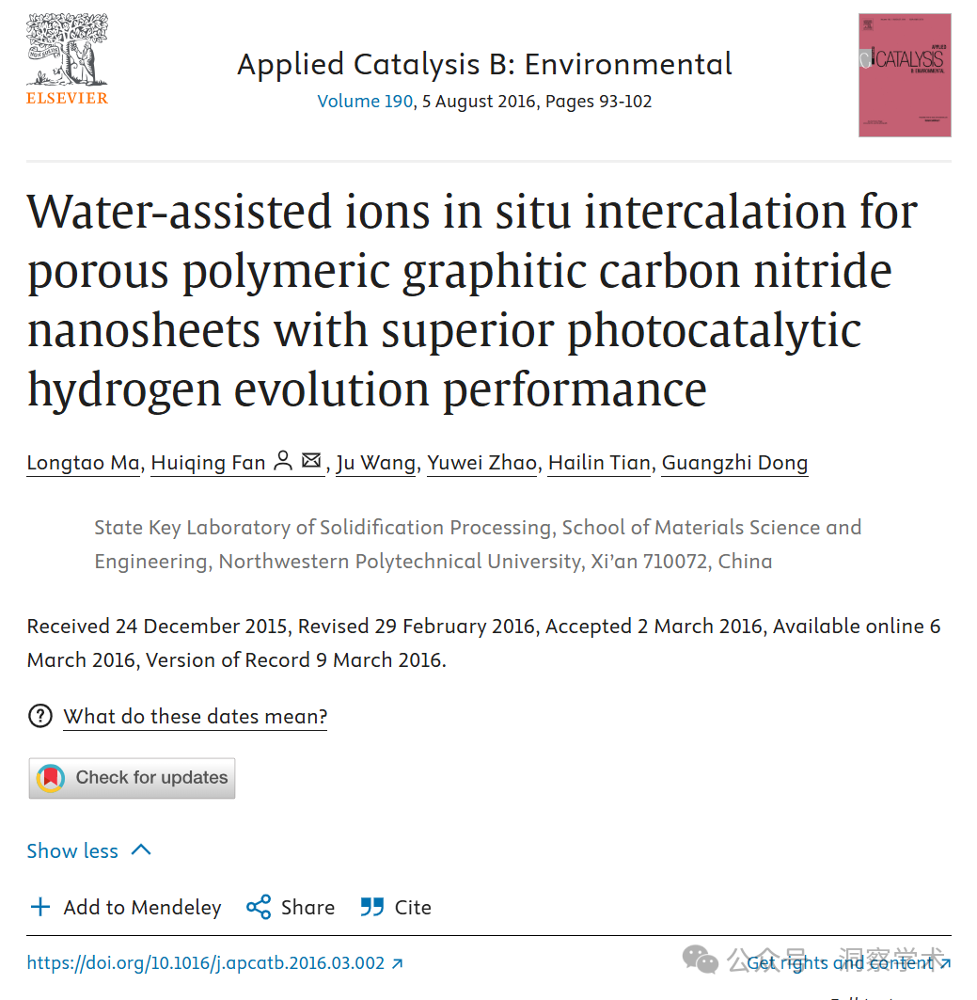 ELSEVIER
Applied Catalysis B: Environmental
Volume 190, 5 August 2016, Pages 93-102
CATALYSIS
Water-assisted ions in situ intercalation for
porous polymeric graphitic carbon nitride
nanosheets with superior photocatalytic
hydrogen evolution performance
Longtao Ma, Huiqing Fan, Ju Wang, Yuwei Zhao, Hailin Tian, Guangzhi Dong
State Key Laboratory of Solidification Processing, School of Materials Science and
Engineering, Northwestern Polytechnical University, Xi’an 710072, China
Received 24 December 2015, Revised 29 February 2016, Accepted 2 March 2016, Available online 6
March 2016, Version of Record 9 March 2016.
What do these dates mean?
Check for updates
Show less
Add to Mendeley Share Cite
https://doi.org/10.1016/j.apcatb.2016.03.002
Get rights and content
公众号 · 洞察学术